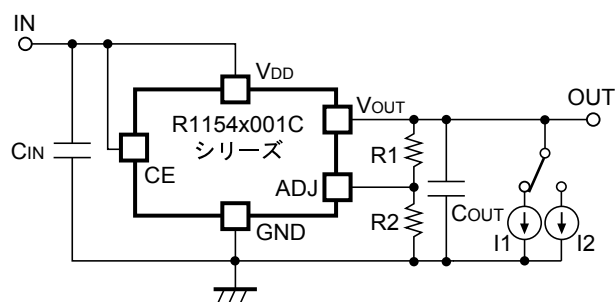 IN
VDD
R1154x001C
シリーズ
VOUT
OUT
CIN
CE
ADJ
GND
R1
R2
COUT
I1
I2